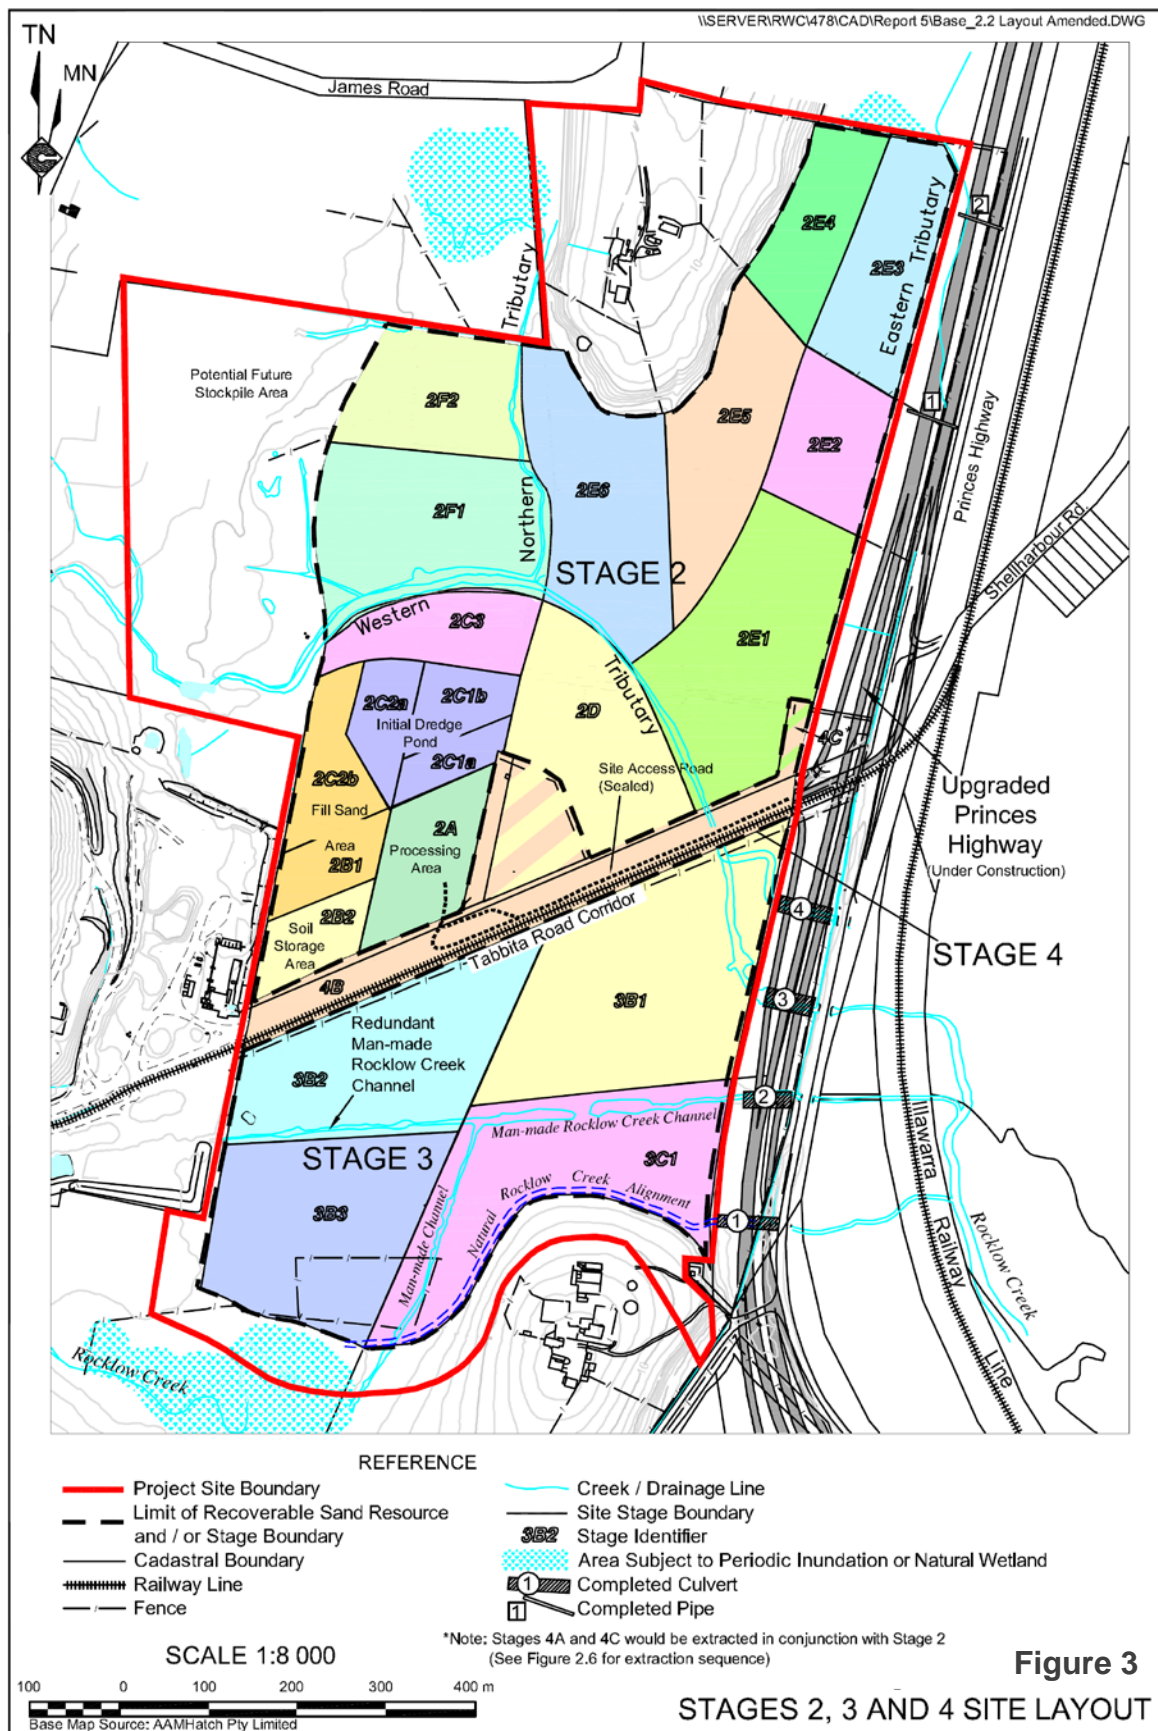 \\SERVER\RWC\478\CAD\Report 5\Base_2.2 Layout Amended.DWG
TN
MN
James Road
Tributary
2E4
2E3
Eastern Tributary
2
1
Princes Highway
Potential Future
Stockpile Area
2F2
2E5
2E2
2F1
2E6
Northern
Shellharbour Rd.
STAGE 2
Western
2C3
2E1
Tributary
2C2a
2C1b
Initial Dredge
Pond
2C1a
2D
4C
Site Access Road
(Sealed)
2C2b
Fill Sand
Area
2B1
2A
Processing
Area
Upgraded
Princes
Highway
(Under Construction)
2B2
Soil
Storage
Area
Tabbita Road Corridor
4
STAGE 4
4B
3B1
3
Redundant
Man-made
Rocklow Creek
Channel
3B2
2
Man-made Rocklow Creek Channel
STAGE 3
3C1
Rocklow Creek Alignment
Natural
Man-made Channel
3B3
1
Illawarra
Railway
Line
Rocklow Creek
Rocklow Creek
10
10
REFERENCE
Project Site Boundary
Limit of Recoverable Sand Resource
and / or Stage Boundary
Cadastral Boundary
Railway Line
Fence
Creek / Drainage Line
Site Stage Boundary
3B2 Stage Identifier
Area Subject to Periodic Inundation or Natural Wetland
1 Completed Culvert
1 Completed Pipe
*Note: Stages 4A and 4C would be extracted in conjunction with Stage 2
(See Figure 2.6 for extraction sequence)
SCALE 1:8 000
100 0 100 200 300 400 m
Base Map Source: AAMHatch Pty Limited
Figure 3
STAGES 2, 3 AND 4 SITE LAYOUT